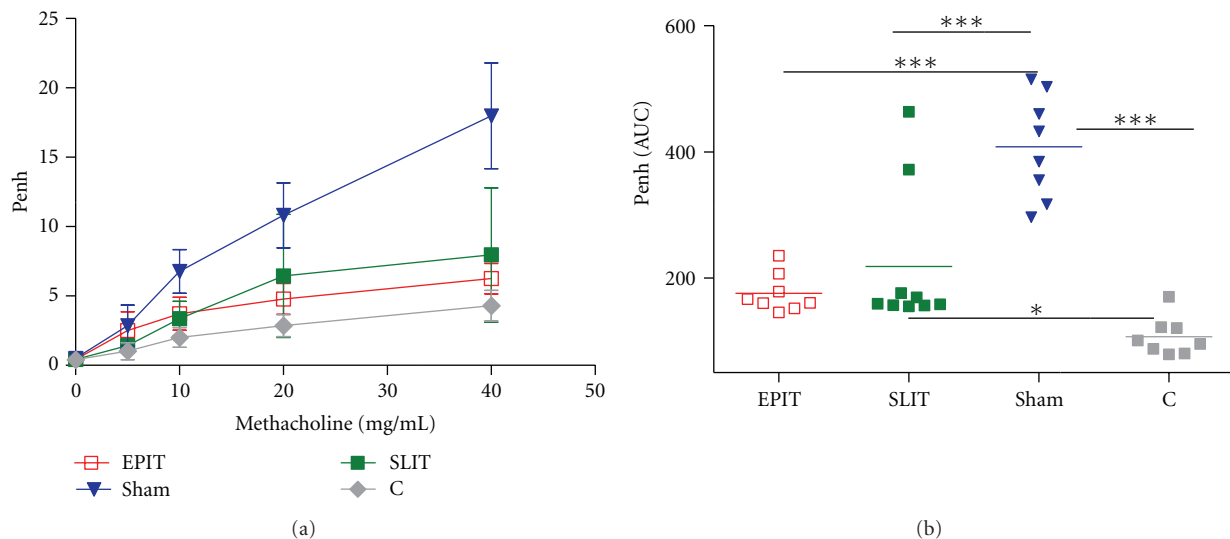 25
20
15
10
5
0
Penh
0 10 20 30 40 50
Methacholine (mg/mL)
EPIT
SLIT
Sham
C
(a)
600
400
200
Penh (AUC)
***
***
***
*
EPIT SLIT Sham C
(b)